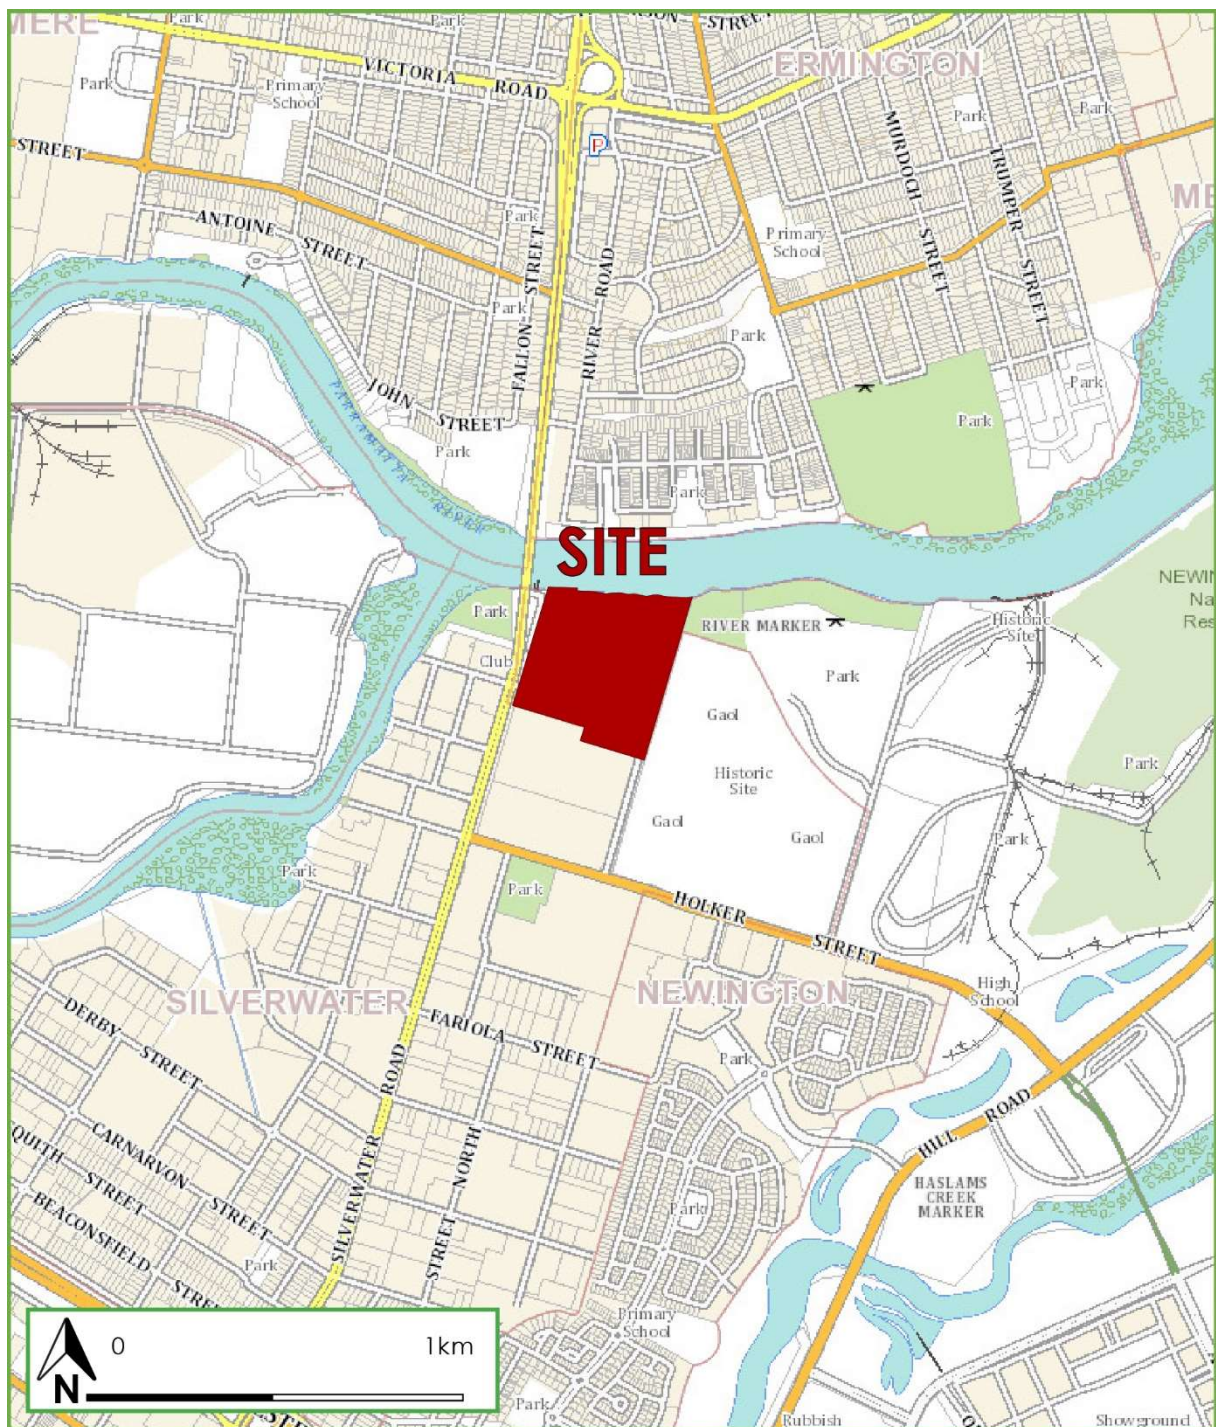 MERE
Park
Park
STREET
ERMINGTON
VICTORIA ROAD
Park
Primary
School
Park
Park
P
STREET
MURDOCH STREET
TRUMPER STREET
ANTOINE STREET
Park
Primary
School
FALLON STREET
RIVER ROAD
Park
Park
JOHN STREET
Park
Park
Park
PARRAMATTA RIVER
Park
SITE
Park
RIVER MARKER
Historic
Site
Club
Park
Gaol
Park
Historic
Site
Gaol
Gaol
Park
Park
Park
HOLKER STREET
SILVERWATER
NEWINGTON
High
School
DERBY STREET
FARIOLA STREET
Park
SILVERWATER ROAD
HILL ROAD
CARNARVON STREET
STREET NORTH
HASLAMS
CREEK
MARKER
BEACONSFIELD
Park
Park
Primary
School
0 1km
N
Park
Rubbish
Showground